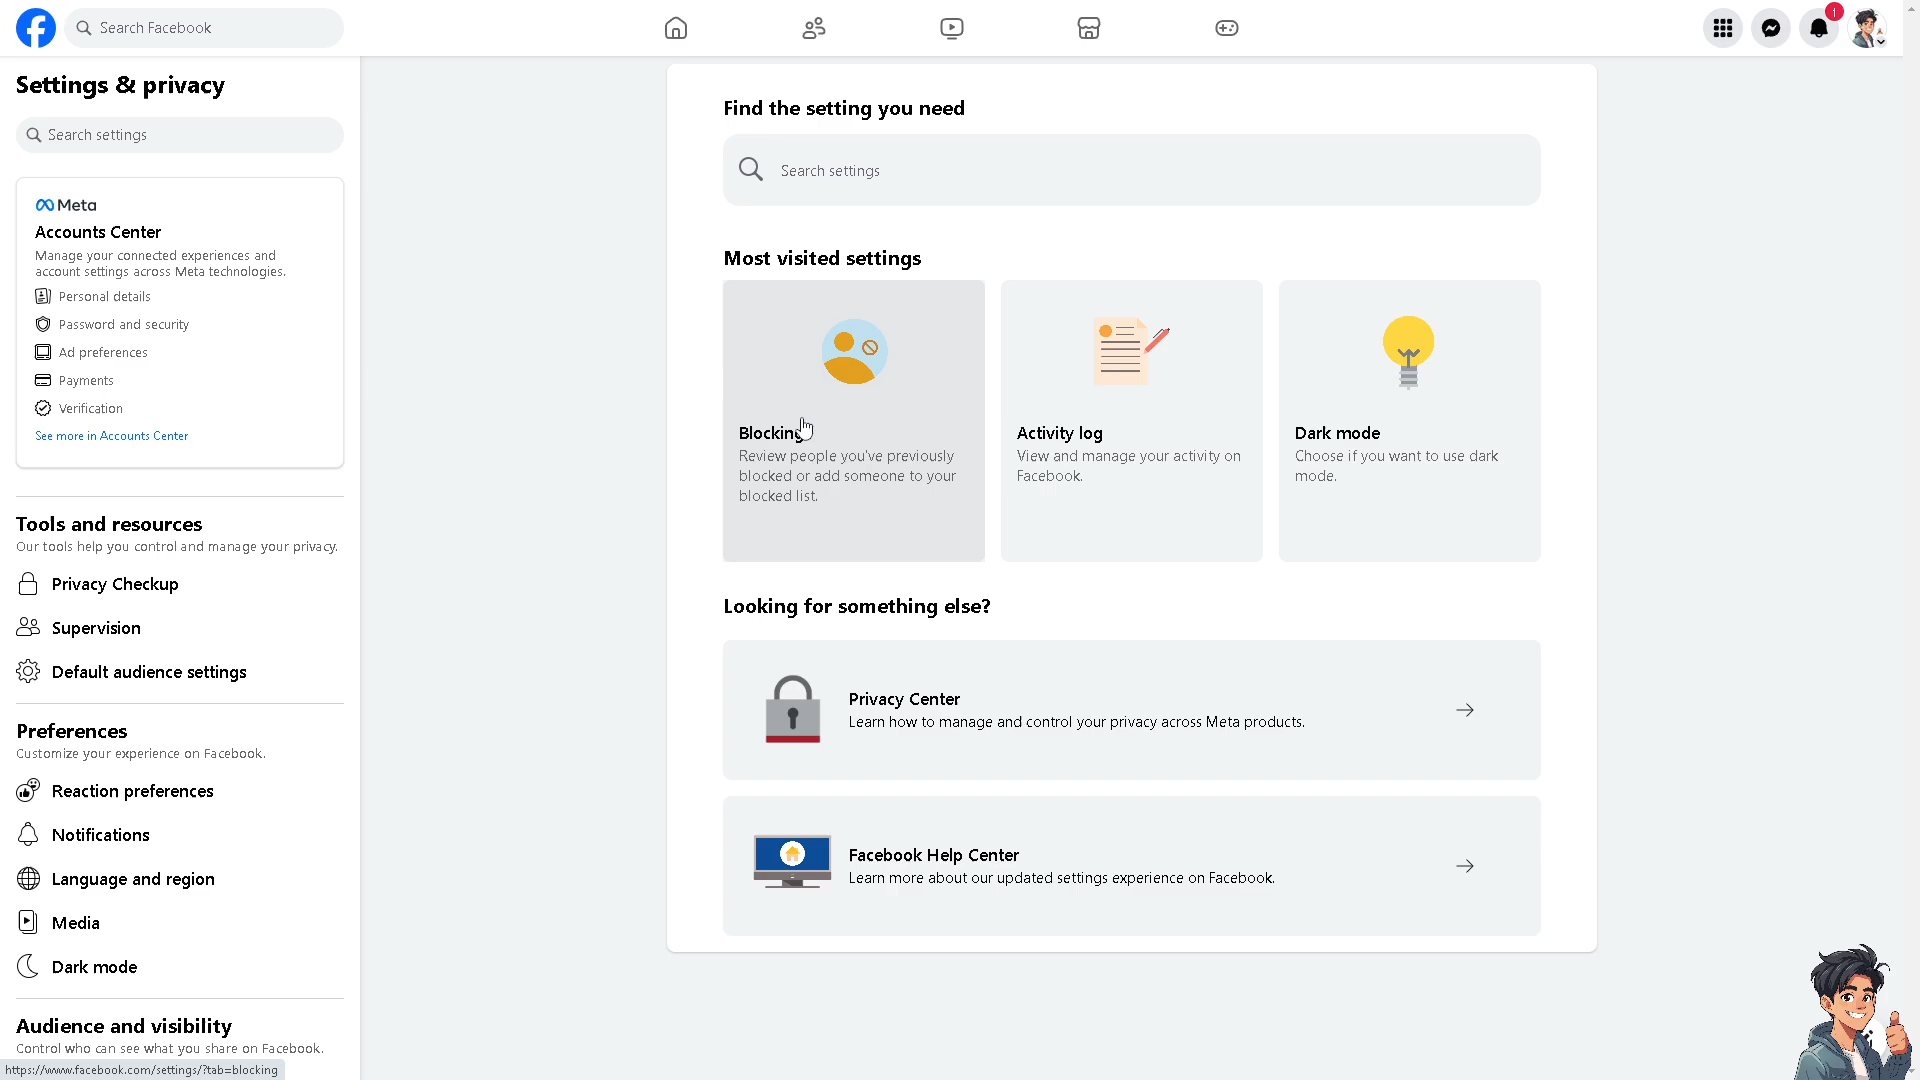 Search Facebook
1
Settings & privacy
Search settings
Meta
Accounts Center
Manage your connected experiences and
account settings across Meta technologies.
Personal details
Password and security
Ad preferences
Payments
Verification
See more in Accounts Center
Tools and resources
Our tools help you control and manage your privacy.
Privacy Checkup
Supervision
Default audience settings
Preferences
Customize your experience on Facebook.
Reaction preferences
Notifications
Language and region
Media
Dark mode
Audience and visibility
Control who can see what you share on Facebook.
https://www.facebook.com/settings/?tab=blocking
Find the setting you need
Search settings
Most visited settings
Blocking
Review people you've previously
blocked or add someone to your
blocked list.
Activity log
View and manage your activity on
Facebook.
Dark mode
Choose if you want to use dark
mode.
Looking for something else?
Privacy Center
Learn how to manage and control your privacy across Meta products.
Facebook Help Center
Learn more about our updated settings experience on Facebook.